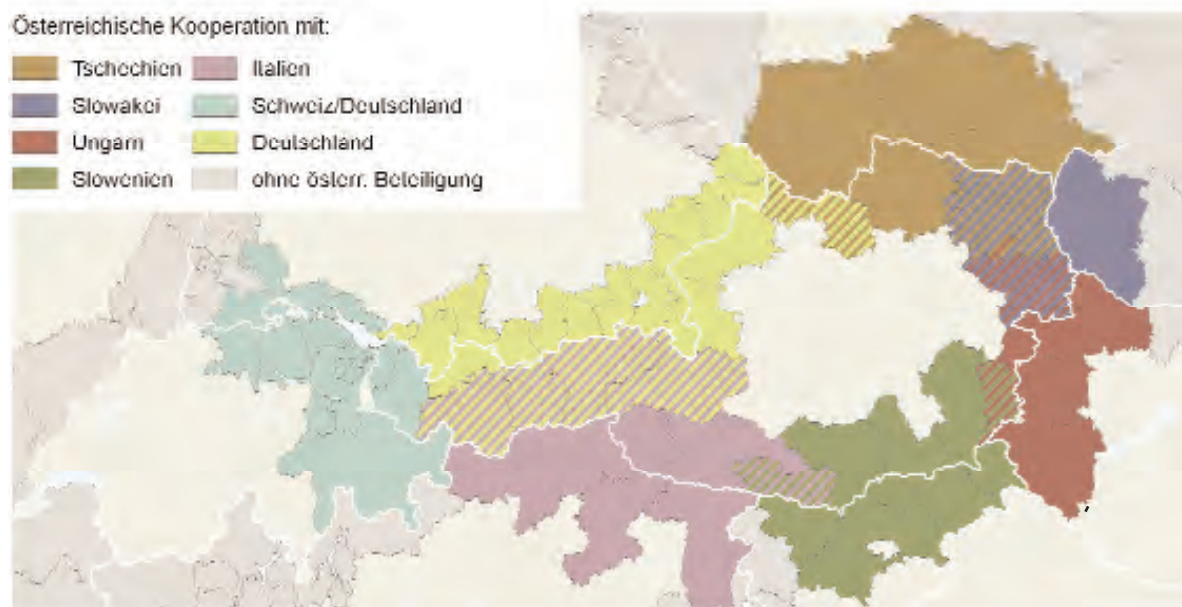 Österreichische Kooperation mit:
Tschechien
Italien
Slowakei
Schweiz/Deutschland
Ungarn
Deutschland
Slowenien
ohne österr. Beteiligung